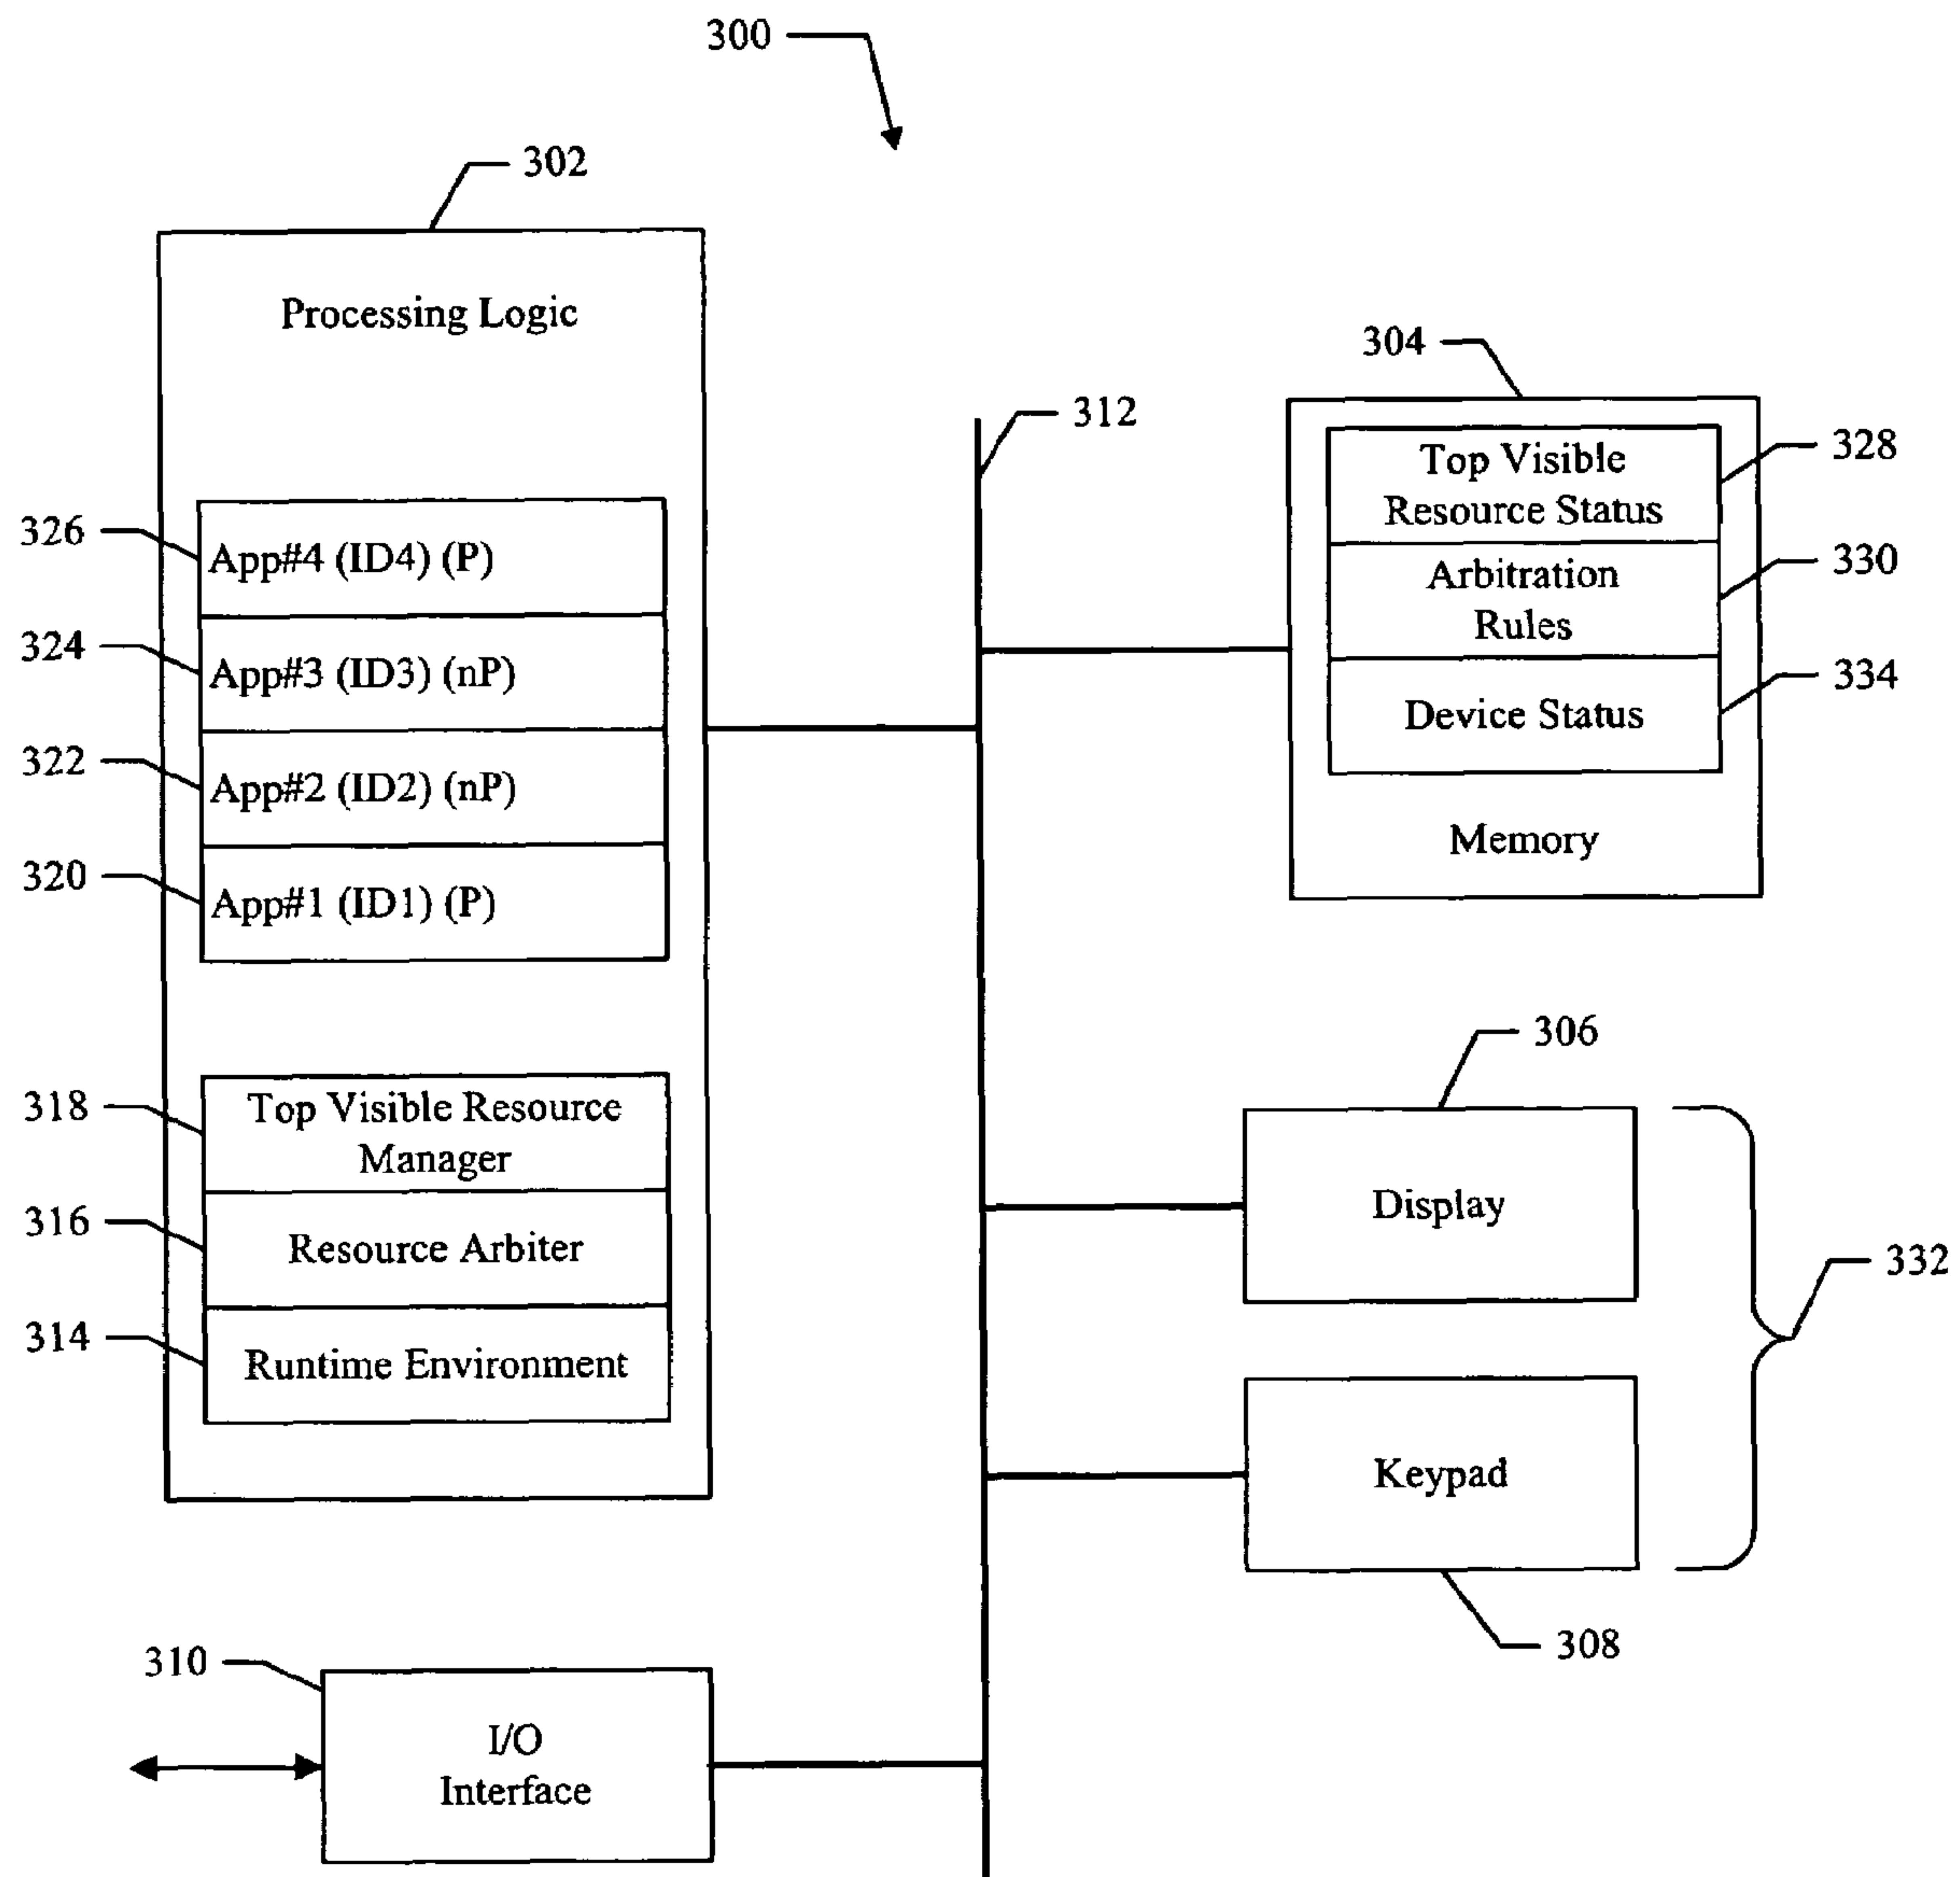 300
302
Processing Logic
304
312
Top Visible
Resource Status
328
326
App#4 (ID4) (P)
Arbitration
Rules
330
324
App#3 (ID3) (nP)
Device Status
334
322
App#2 (ID2) (nP)
Memory
320
App#1 (ID1) (P)
306
318
Top Visible Resource
Manager
Display
316
Resource Arbiter
332
314
Runtime Environment
Keypad
308
310
I/O
Interface